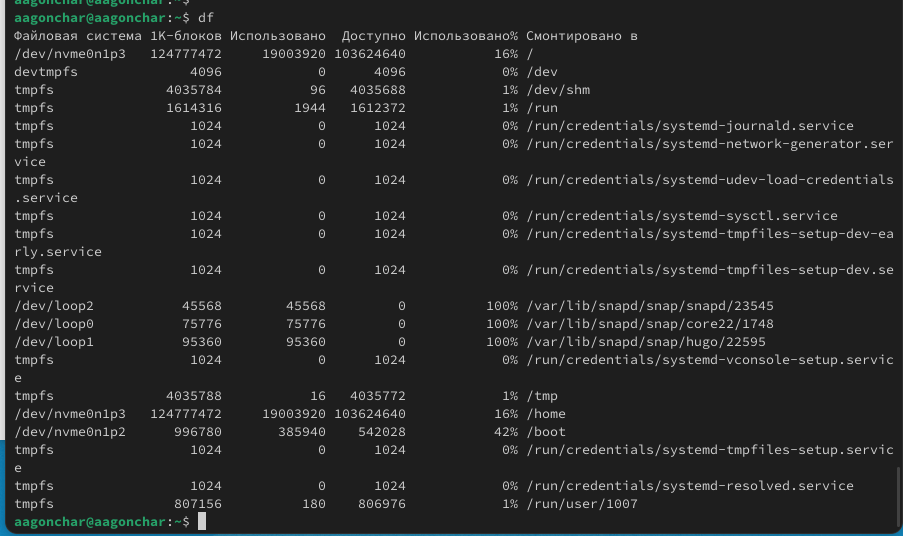 aagonchar@aagonchar:~$
aagonchar@aagonchar:~$ df
Файловая система 1K-блоков Использовано  Доступно Использовано% Смонтировано в
/dev/nvme0n1p3   124777472     19003920 103624640           16% /
devtmpfs              4096            0      4096            0% /dev
tmpfs              4035784           96   4035688            1% /dev/shm
tmpfs              1614316         1944   1612372            1% /run
tmpfs                 1024            0      1024            0% /run/credentials/systemd-journald.service
tmpfs                 1024            0      1024            0% /run/credentials/systemd-network-generator.ser
vice
tmpfs                 1024            0      1024            0% /run/credentials/systemd-udev-load-credentials
.service
tmpfs                 1024            0      1024            0% /run/credentials/systemd-sysctl.service
tmpfs                 1024            0      1024            0% /run/credentials/systemd-tmpfiles-setup-dev-ea
rly.service
tmpfs                 1024            0      1024            0% /run/credentials/systemd-tmpfiles-setup-dev.se
rvice
/dev/loop2           45568        45568         0          100% /var/lib/snapd/snap/snapd/23545
/dev/loop0           75776        75776         0          100% /var/lib/snapd/snap/core22/1748
/dev/loop1           95360        95360         0          100% /var/lib/snapd/snap/hugo/22595
tmpfs                 1024            0      1024            0% /run/credentials/systemd-vconsole-setup.servic
e
tmpfs              4035788           16   4035772            1% /tmp
/dev/nvme0n1p3   124777472     19003920 103624640           16% /home
/dev/nvme0n1p2      996780       385940    542028           42% /boot
tmpfs                 1024            0      1024            0% /run/credentials/systemd-tmpfiles-setup.servic
e
tmpfs                 1024            0      1024            0% /run/credentials/systemd-resolved.service
tmpfs               807156          180    806976            1% /run/user/1007
aagonchar@aagonchar:~$